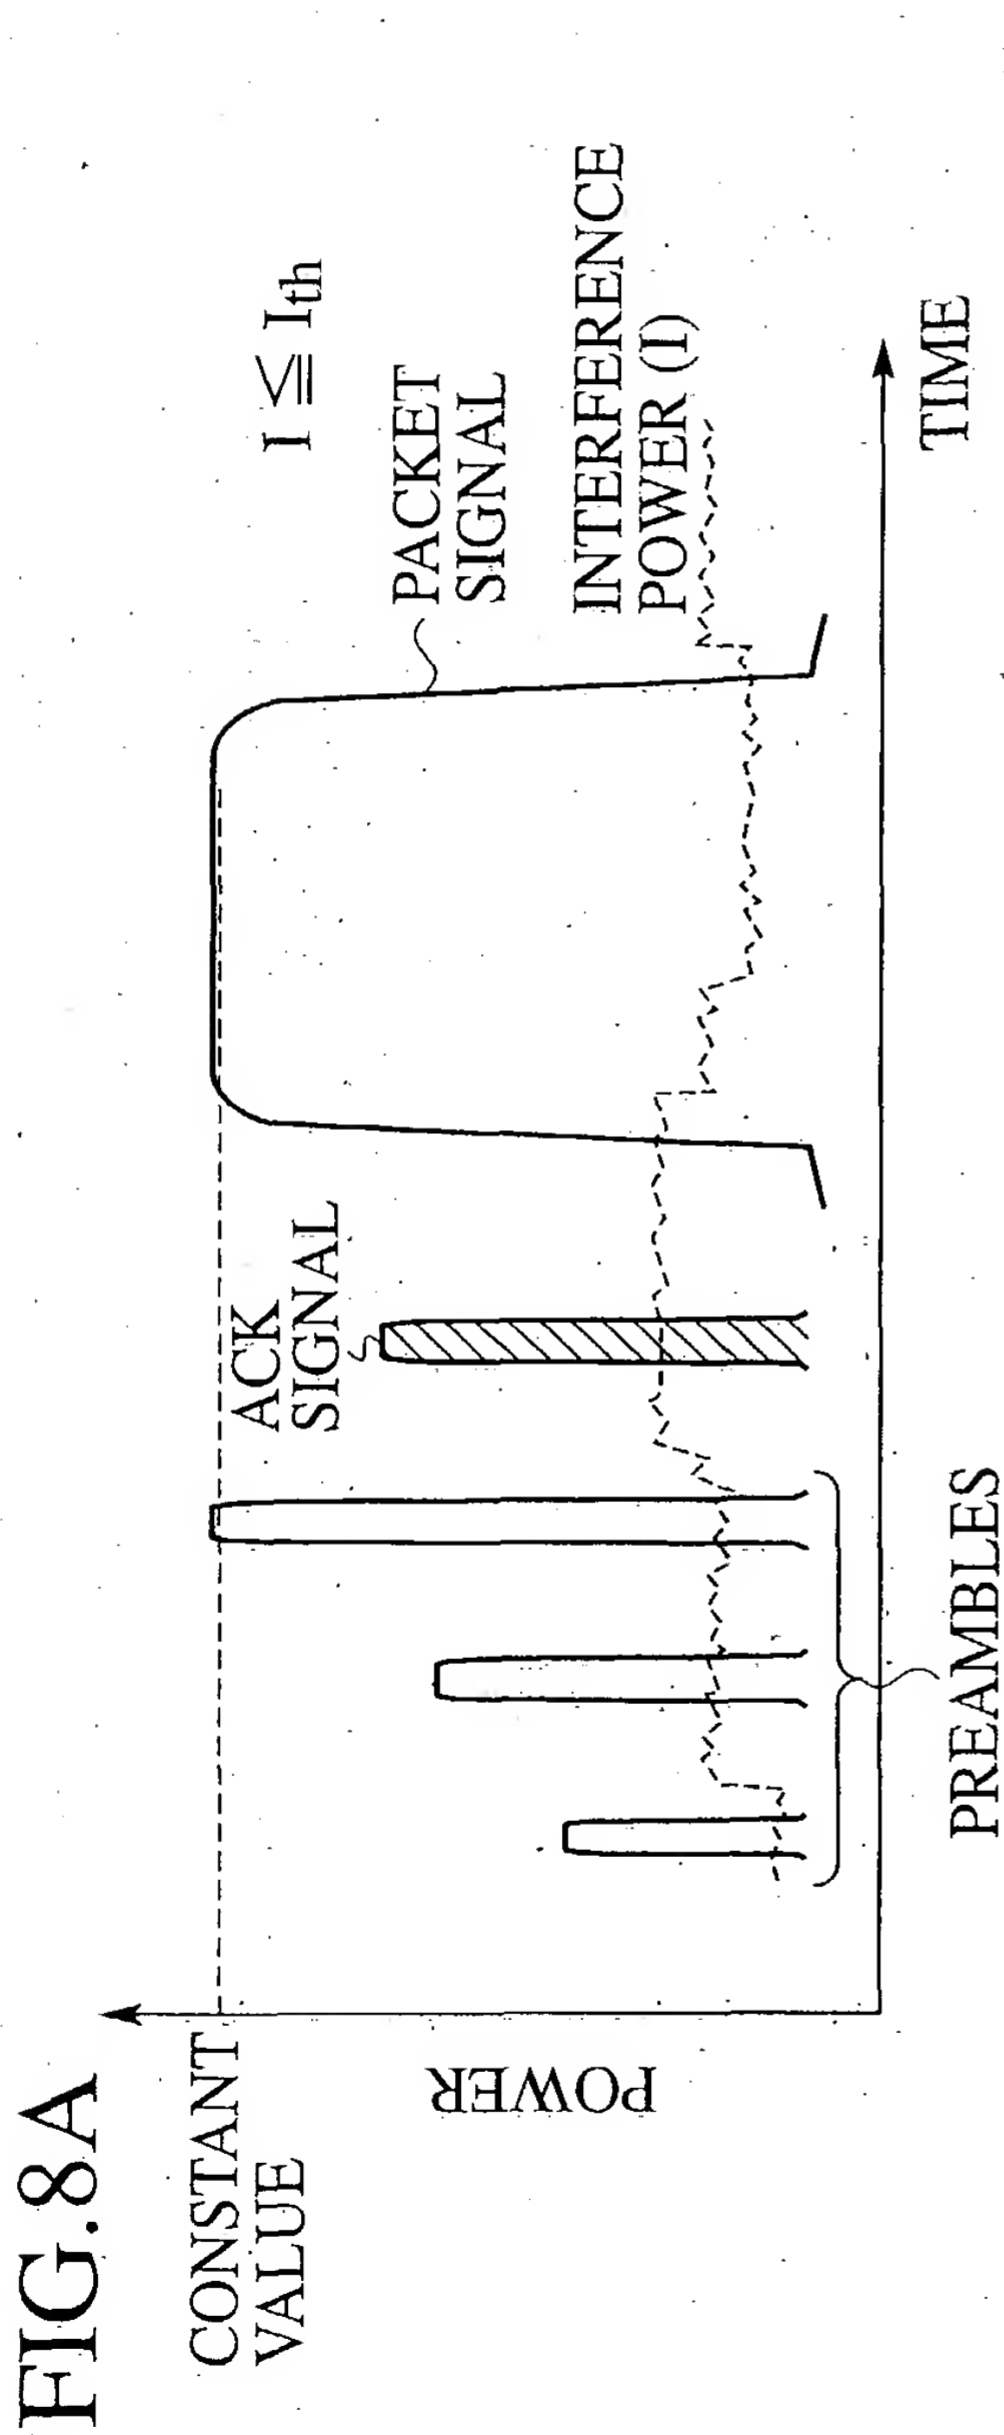 FIG.8A
CONSTANT
VALUE
POWER
ACK
SIGNAL
I ≦ Ith
PACKET
SIGNAL
INTERFERENCE
POWER (I)
TIME
PREAMBLES